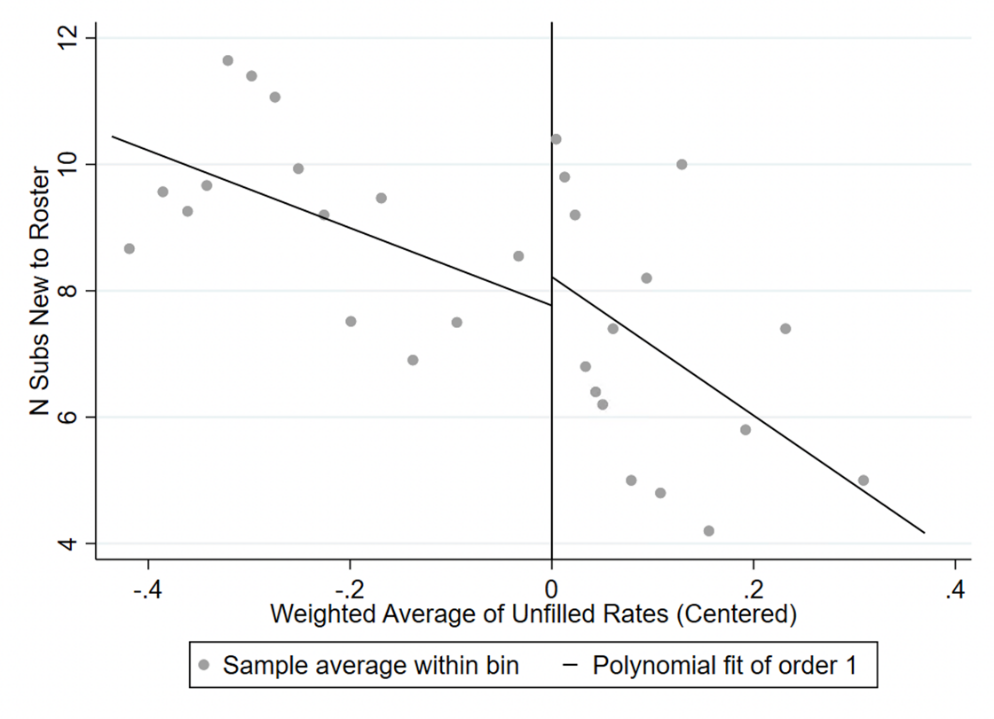 N Subs New to Roster
12
10
8
6
4
-.4 -.2 0 .2 .4
Weighted Average of Unfilled Rates (Centered)
Sample average within bin Polynomial fit of order 1